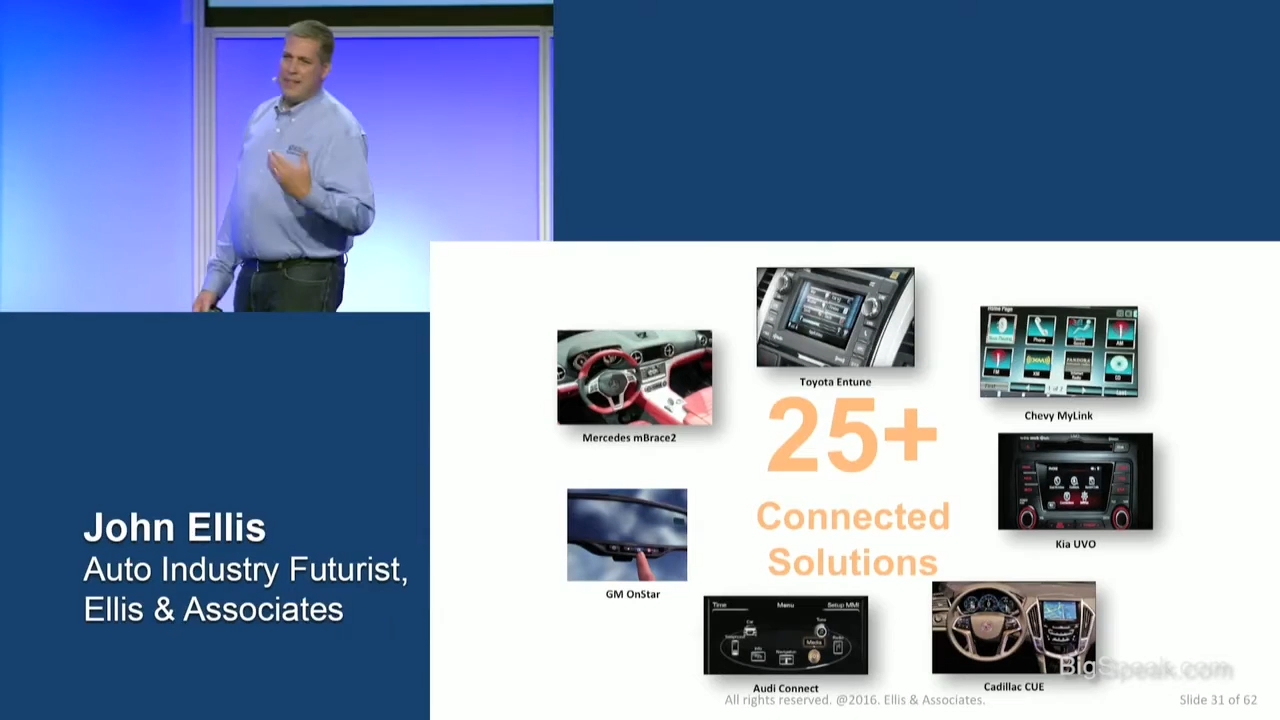 Toyota Entune
Chevy MyLink
Mercedes mBrace2
25+
Connected
Solutions
Kia UVO
GM OnStar
John Ellis
Auto Industry Futurist,
Ellis & Associates
Time Menu Setup MMI
Car
Media
Audi Connect
Cadillac CUE
BigSpeak.com
All rights reserved. @2016. Ellis & Associates.
Slide 31 of 62